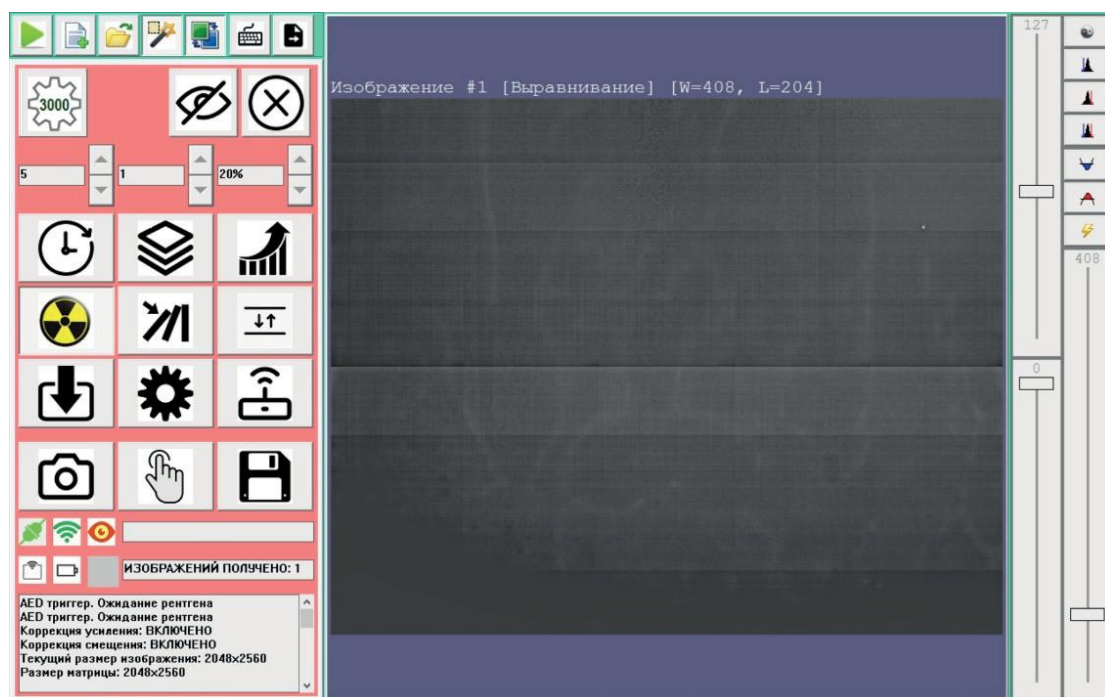 3000
5
1
20%
ИЗОБРАЖЕНИЙ ПОЛУЧЕНО: 1
AED триггер. Ожидание рентгена
AED триггер. Ожидание рентгена
Коррекция усиления: ВКЛЮЧЕНО
Коррекция смещения: ВКЛЮЧЕНО
Текущий размер изображения: 2048x2560
Размер матрицы: 2048x2560
Изображение #1 [Выравнивание] [W=408, L=204]
127
0
408